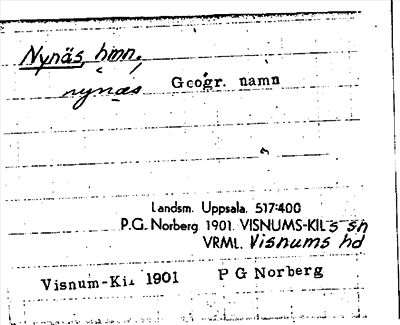 Nynäs, hmn.
nynæs Geogr. namn
Landsm. Uppsala. 517:400
P.G. Norberg 1901. VISNUMS-KIL s sn
VRML. Visnums hd
Visnum-Kil 1901 P G Norberg